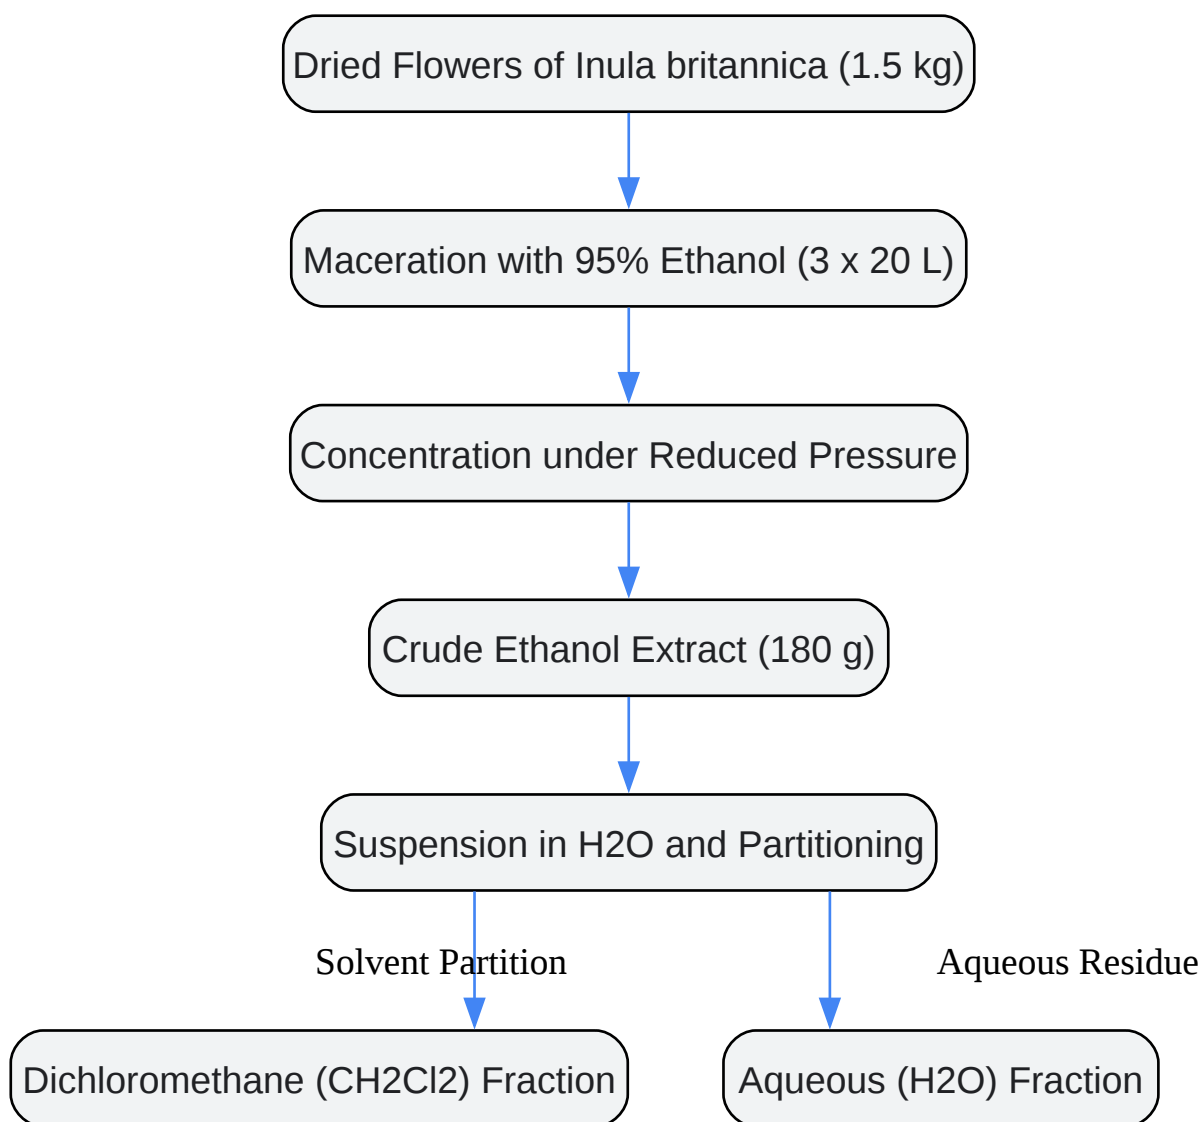 Dried Flowers of Inula britannica (1.5 kg)
Maceration with 95% Ethanol (3 x 20 L)
Concentration under Reduced Pressure
Crude Ethanol Extract (180 g)
Suspension in H2O and Partitioning
Solvent Partition
Aqueous Residue
Dichloromethane (CH2Cl2) Fraction
Aqueous (H2O) Fraction